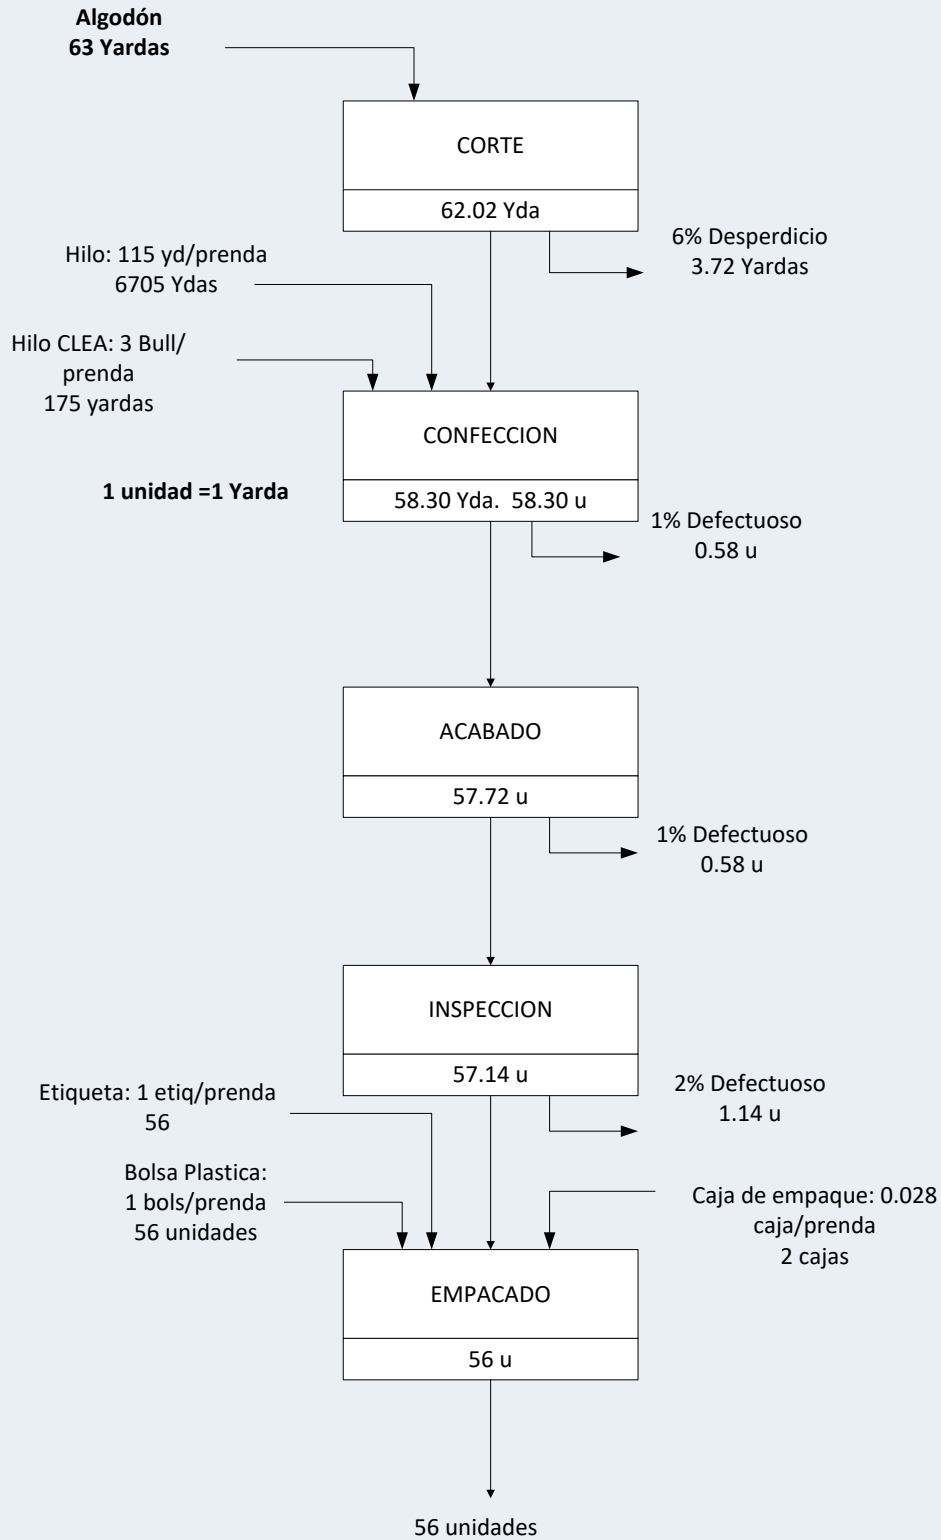 Algodón
63 Yardas
CORTE
62.02 Yda
6% Desperdicio
3.72 Yardas
Hilo: 115 yd/prenda
6705 Ydas
Hilo CLEA: 3 Bull/
prenda
175 yardas
CONFECCION
1 unidad =1 Yarda
58.30 Yda.  58.30 u
1% Defectuoso
0.58 u
ACABADO
57.72 u
1% Defectuoso
0.58 u
INSPECCION
57.14 u
2% Defectuoso
1.14 u
Etiqueta: 1 etiq/prenda
56
Bolsa Plastica:
1 bols/prenda
56 unidades
Caja de empaque: 0.028
caja/prenda
2 cajas
EMPACADO
56 u
56 unidades